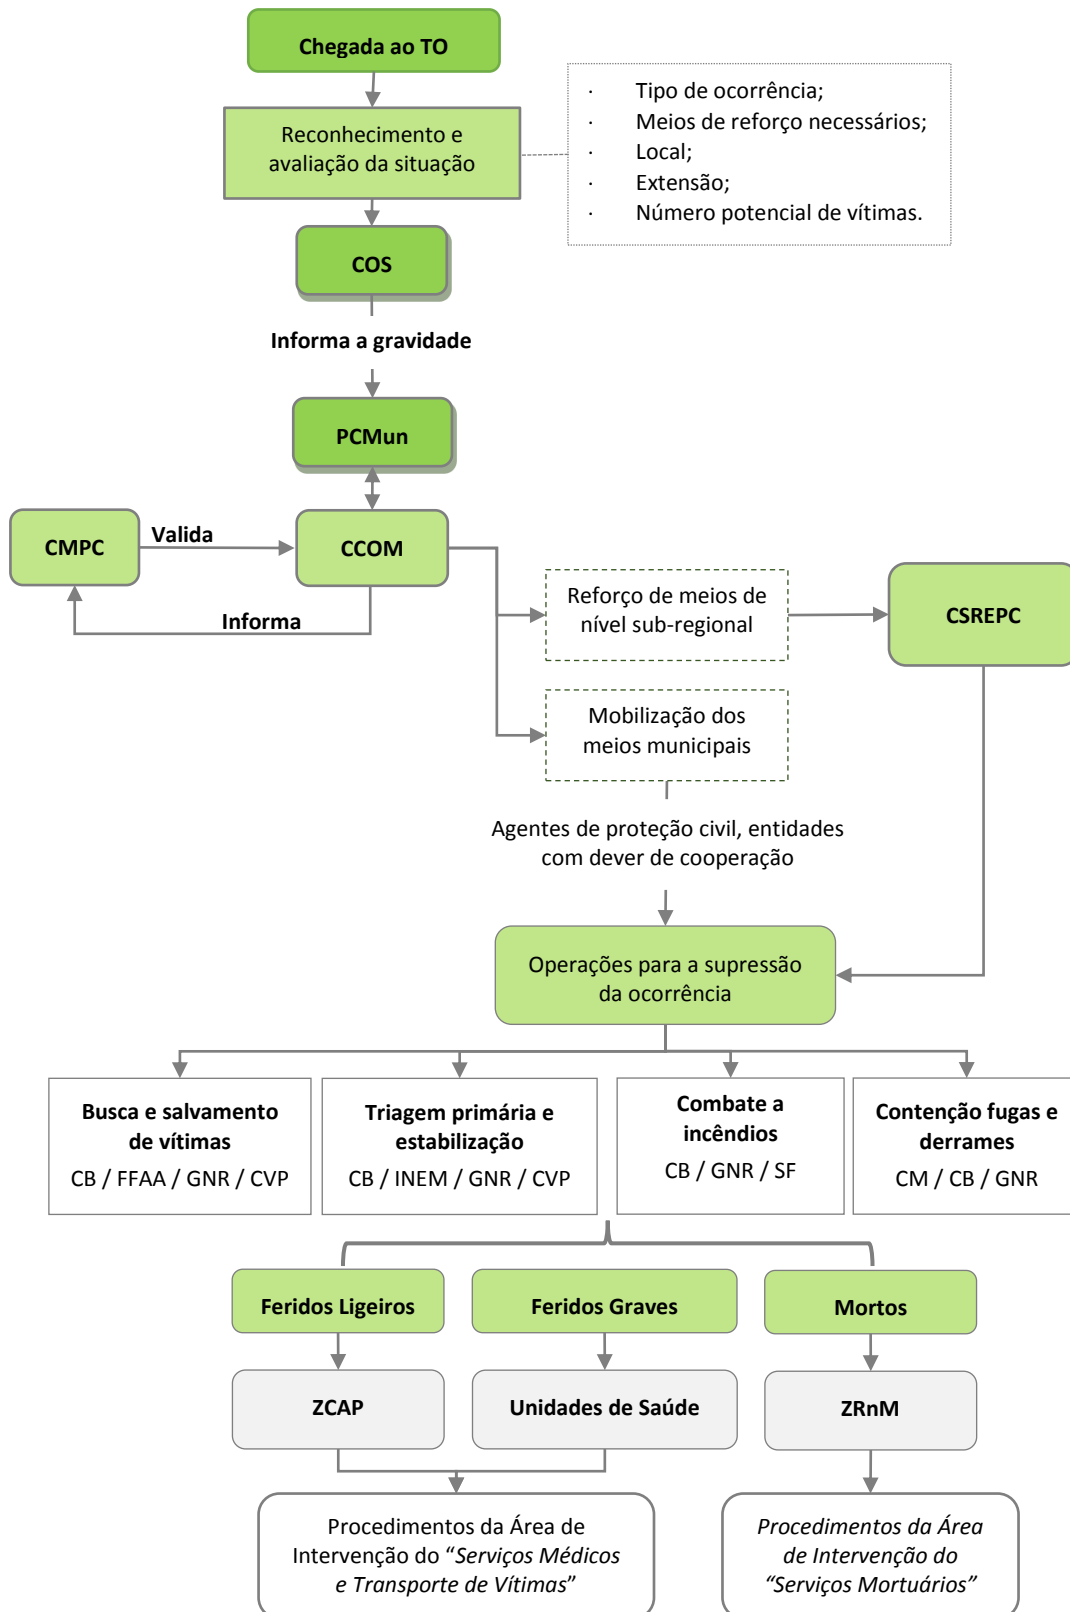 Chegada ao TO
Reconhecimento e
avaliação da situação
· Tipo de ocorrência;
· Meios de reforço necessários;
· Local;
· Extensão;
· Número potencial de vítimas.
COS
Informa a gravidade
PCMun
CMPC
Valida
CCOM
Informa
Reforço de meios de
nível sub-regional
CSREPC
Mobilização dos
meios municipais
Agentes de proteção civil, entidades
com dever de cooperação
Operações para a supressão
da ocorrência
Busca e salvamento
de vítimas
CB / FFAA / GNR / CVP
Triagem primária e
estabilização
CB / INEM / GNR / CVP
Combate a
incêndios
CB / GNR / SF
Contenção fugas e
derrames
CM / CB / GNR
Feridos Ligeiros
Feridos Graves
Mortos
ZCAP
Unidades de Saúde
ZRnM
Procedimentos da Área de
Intervenção do “Serviços Médicos
e Transporte de Vítimas”
Procedimentos da Área
de Intervenção do
“Serviços Mortuários”